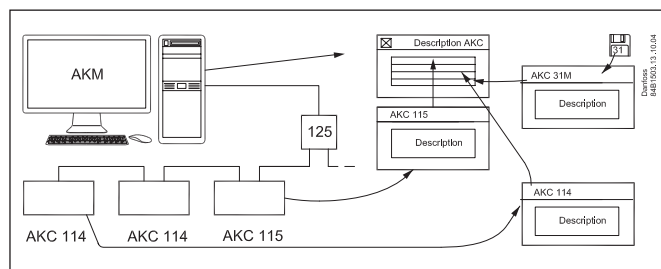 AKM
Description AKC
31
AKC 31M
Description
Danfoss
84B1503.13.10.04
125
AKC 115
Description
AKC 114
Description
AKC 114
AKC 114
AKC 115